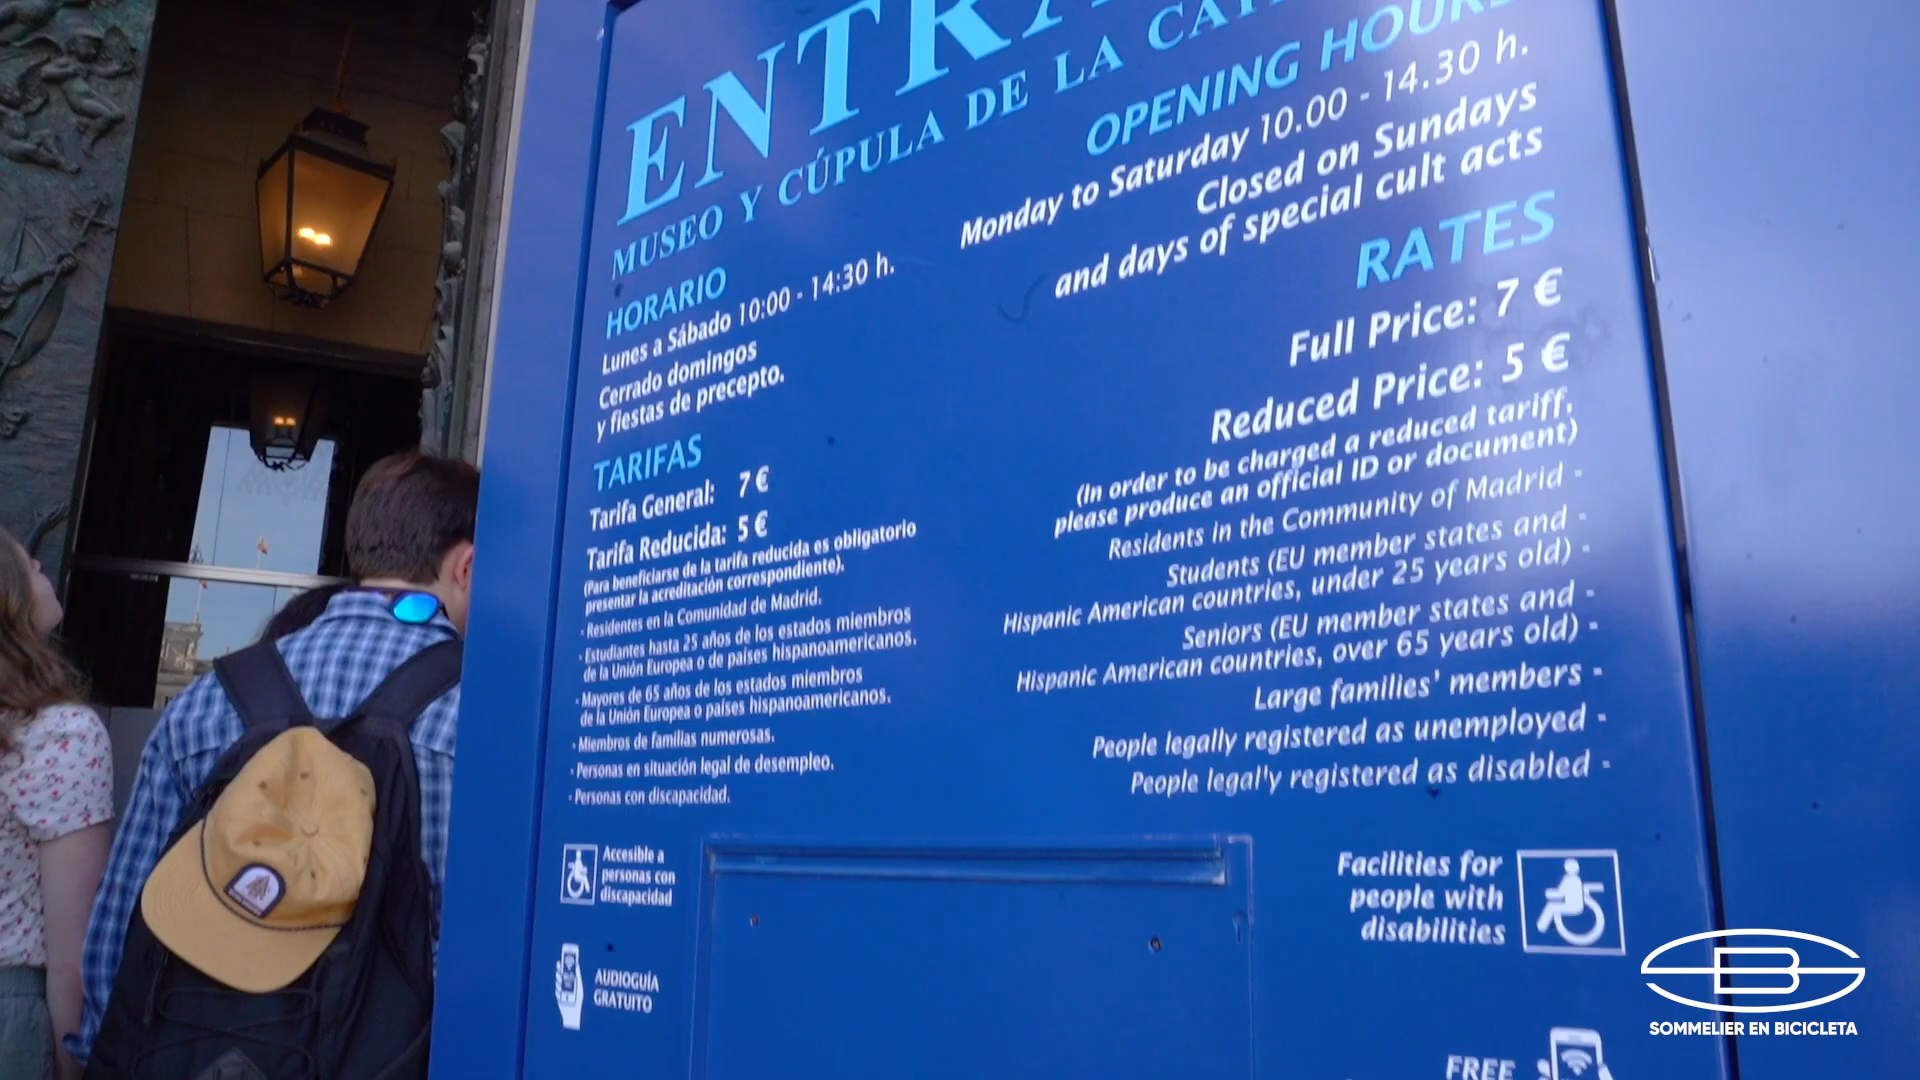 ENTRA
MUSEO Y CÚPULA DE LA CAT
HORARIO
Lunes a Sábado 10:00 - 14:30 h.
Cerrado domingos
y fiestas de precepto.
TARIFAS
Tarifa General: 7 €
Tarifa Reducida: 5 €
(Para beneficiarse de la tarifa reducida es obligatorio
presentar la acreditación correspondiente).
- Residentes en la Comunidad de Madrid.
- Estudiantes hasta 25 años de los estados miembros
de la Unión Europea o de países hispanoamericanos.
- Mayores de 65 años de los estados miembros
de la Unión Europea o países hispanoamericanos.
- Miembros de familias numerosas.
- Personas en situación legal de desempleo.
- Personas con discapacidad.
Accesible a
personas con
discapacidad
AUDIOGUÍA
GRATUITO
OPENING HOURS
Monday to Saturday 10.00 - 14.30 h.
Closed on Sundays
and days of special cult acts
RATES
Full Price: 7 €
Reduced Price: 5 €
(In order to be charged a reduced tariff,
please produce an official ID or document)
Residents in the Community of Madrid -
Students (EU member states and -
Hispanic American countries, under 25 years old) -
Seniors (EU member states and -
Hispanic American countries, over 65 years old) -
Large families' members -
People legally registered as unemployed -
People legal'y registered as disabled -
Facilities for
people with
disabilities
FREE
B
SOMMELIER EN BICICLETA